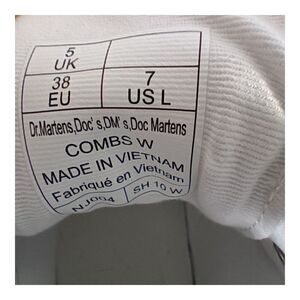 5
UK
38
EU
7
US L
Dr.Martens,Doc' s,DM' s,Doc Martens
COMBS W
MADE IN VIETNAM
Fabriqué en Vietnam
NJ004
SH 10 W